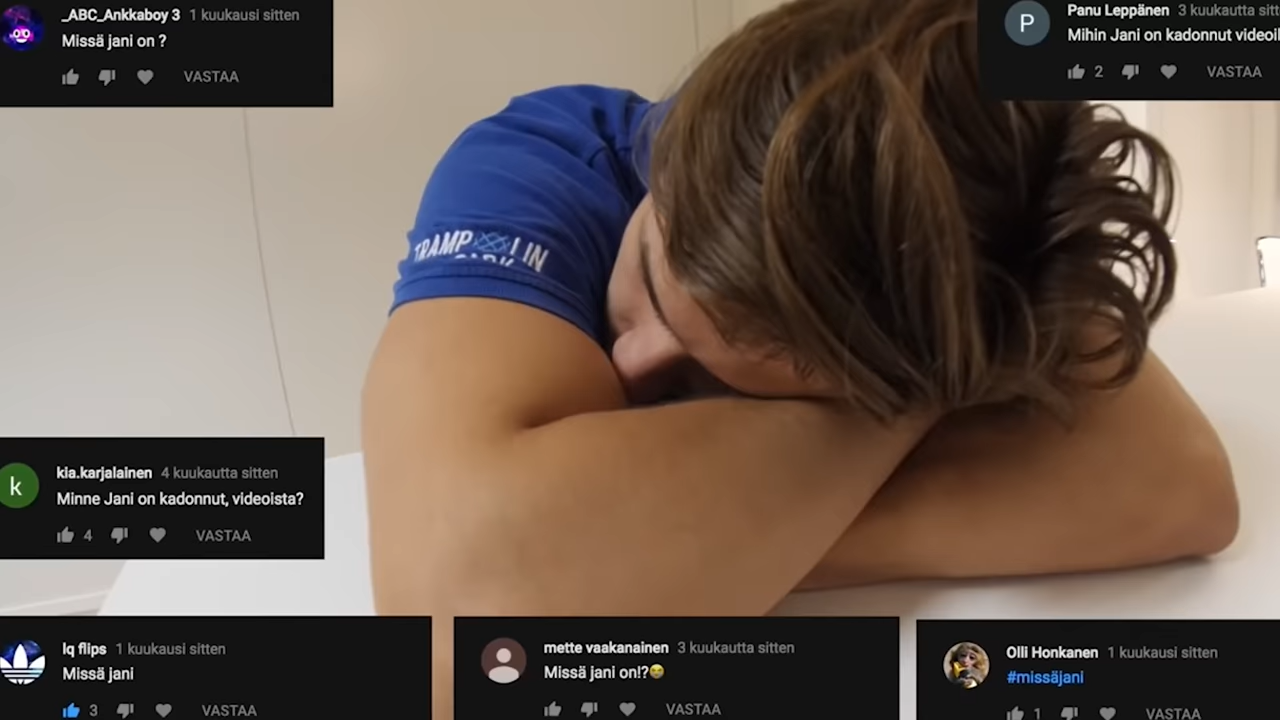 _ABC_Ankkaboy 3 1 kuukausi sitten
Missä jani on ?
VASTAA
Panu Leppänen 3 kuukautta sitt
P
Mihin Jani on kadonnut
2 VASTAA
TRAMP LIN
kia.karjalainen 4 kuukautta sitten
k
Minne Jani on kadonnut, videoista?
4 VASTAA
Iq flips 1 kuukausi sitten
Missä jani
3 VASTAA
mette vaakanainen 3 kuukautta sitten
Missä jani on!?😁
VASTAA
Olli Honkanen 1 kuukausi sitten
#missäjani
1 VASTAA